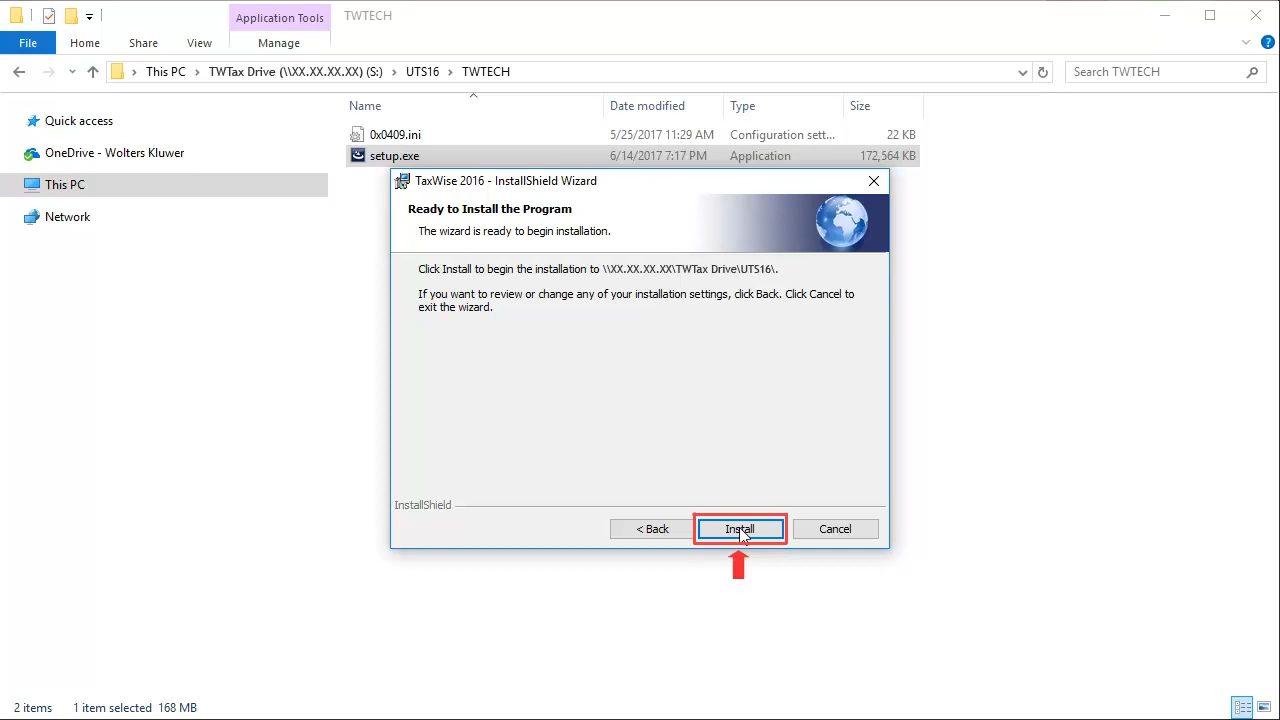 Application Tools
TWTECH
File
Home
Share
View
Manage
This PC > TWTax Drive (\\XX.XX.XX.XX) (S:) > UTS16 > TWTECH
Search TWTECH
Quick access
OneDrive - Wolters Kluwer
This PC
Network
Name
Date modified
Type
Size
0x0409.ini
5/25/2017 11:29 AM
Configuration sett...
22 KB
setup.exe
6/14/2017 7:17 PM
Application
172,564 KB
TaxWise 2016 - InstallShield Wizard
Ready to Install the Program
The wizard is ready to begin installation.
Click Install to begin the installation to \\XX.XX.XX.XX\TWTax Drive\UTS16\.
If you want to review or change any of your installation settings, click Back. Click Cancel to
exit the wizard.
InstallShield
< Back
Install
Cancel
2 items
1 item selected 168 MB